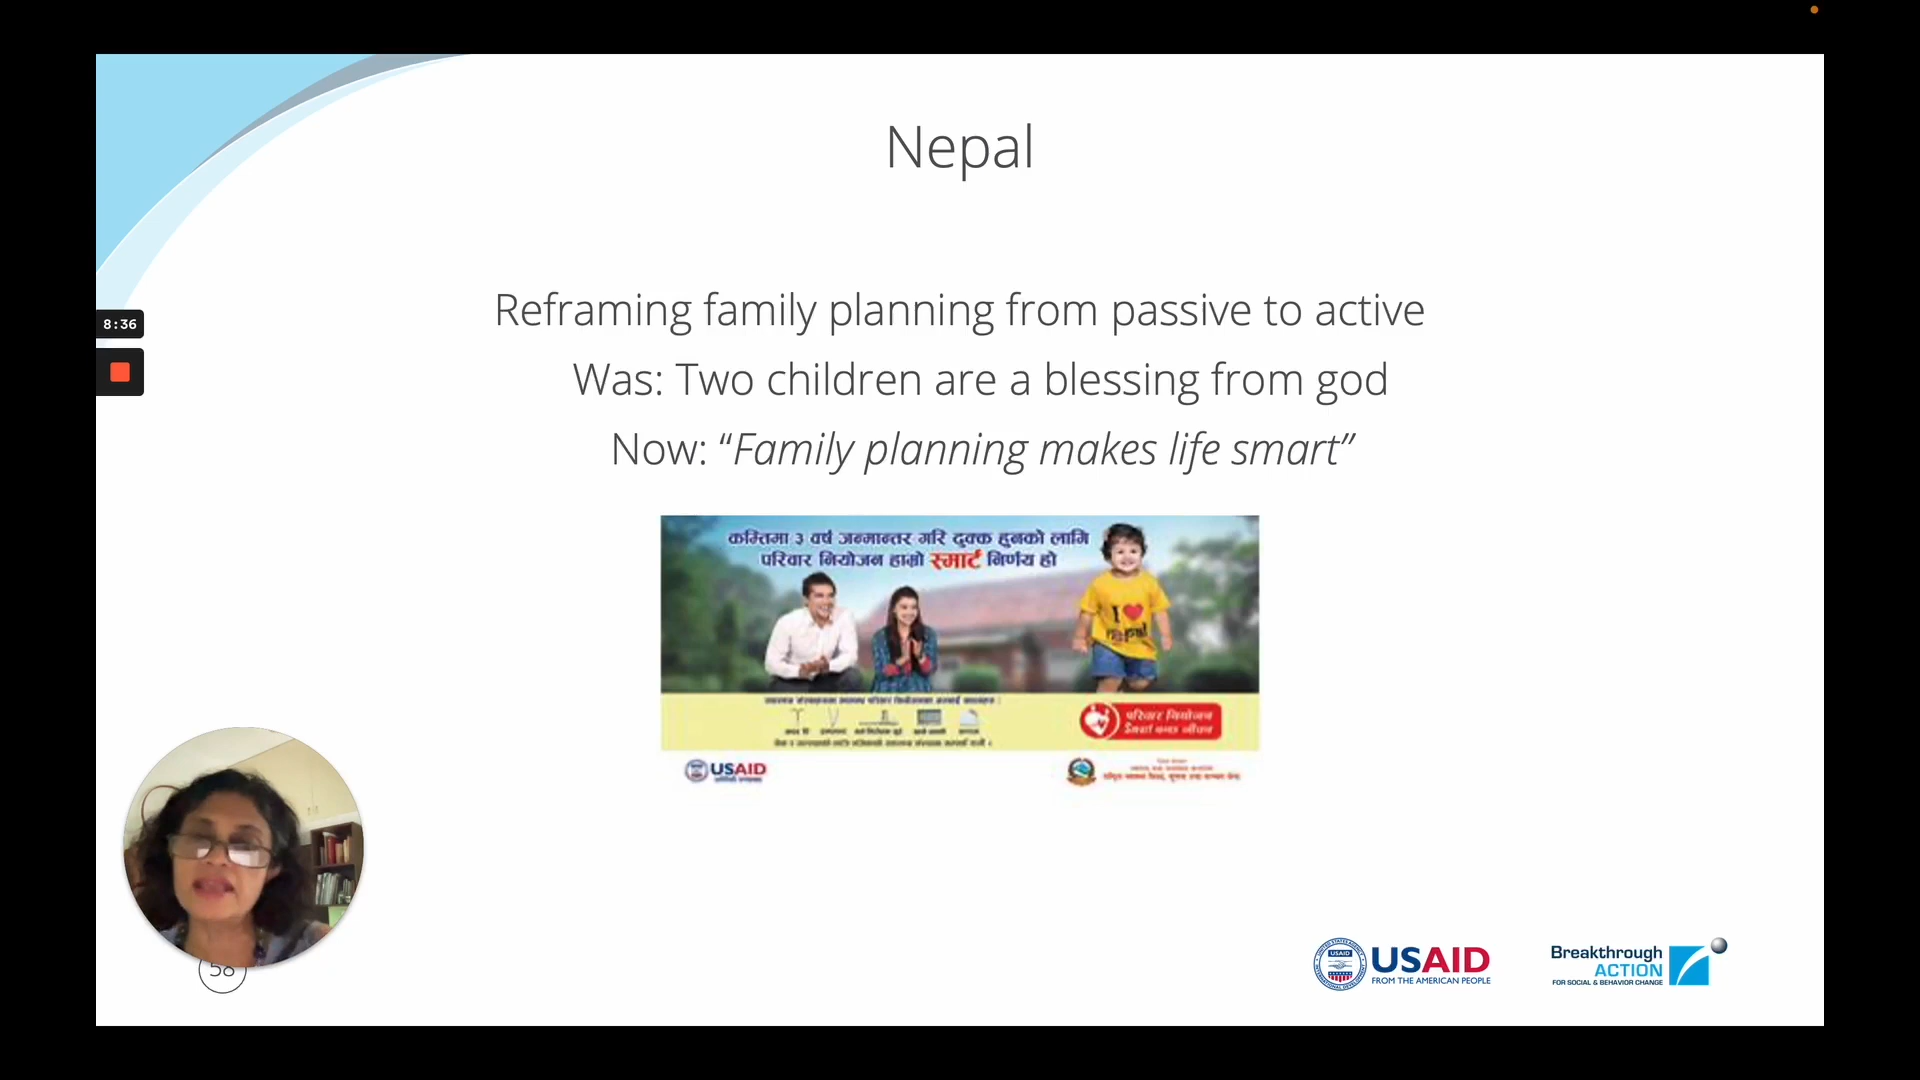 Nepal
Reframing family planning from passive to active
Was: Two children are a blessing from god
Now: “Family planning makes life smart”
कम्तिमा ३ वर्ष जन्मान्तर गरि ढुक्क हुनको लागि
परिवार नियोजन हाम्रो स्मार्ट निर्णय हो
I ❤ nepal
परिवार नियोजन
USAID
8:36
58
USAID
FROM THE AMERICAN PEOPLE
Breakthrough
ACTION
FOR SOCIAL & BEHAVIOR CHANGE